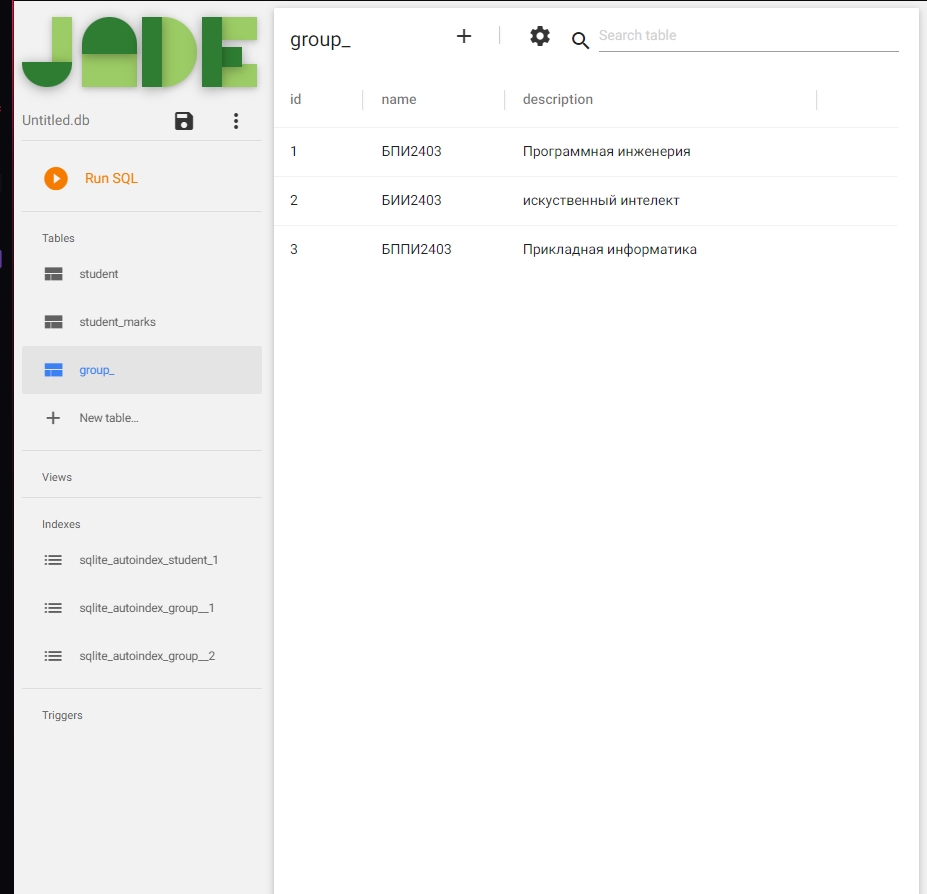 JADE
Untitled.db
Run SQL
Tables
student
student_marks
group_
New table...
Views
Indexes
sqlite_autoindex_student_1
sqlite_autoindex_group__1
sqlite_autoindex_group__2
Triggers
group_
Search table
id name description
1 БПИ2403 Программная инженерия
2 БИИ2403 искуственный интелект
3 БППИ2403 Прикладная информатика